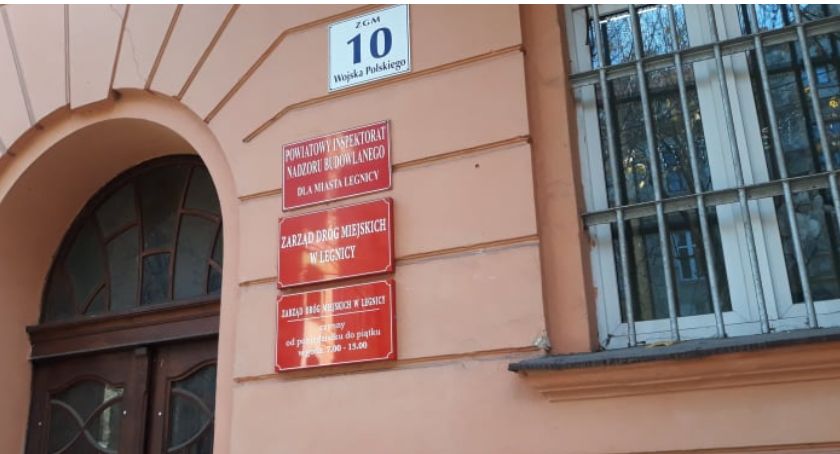 ZGM
10
Wojska Polskiego
POWIATOWY INSPEKTORAT
NADZORU BUDOWLANEGO
DLA MIASTA LEGNICY
ZARZĄD DRÓG MIEJSKICH
W LEGNICY
ZARZĄD DRÓG MIEJSKICH W LEGNICY
czynny
od poniedziałku do piątku
w godz. 7.00 - 15.00